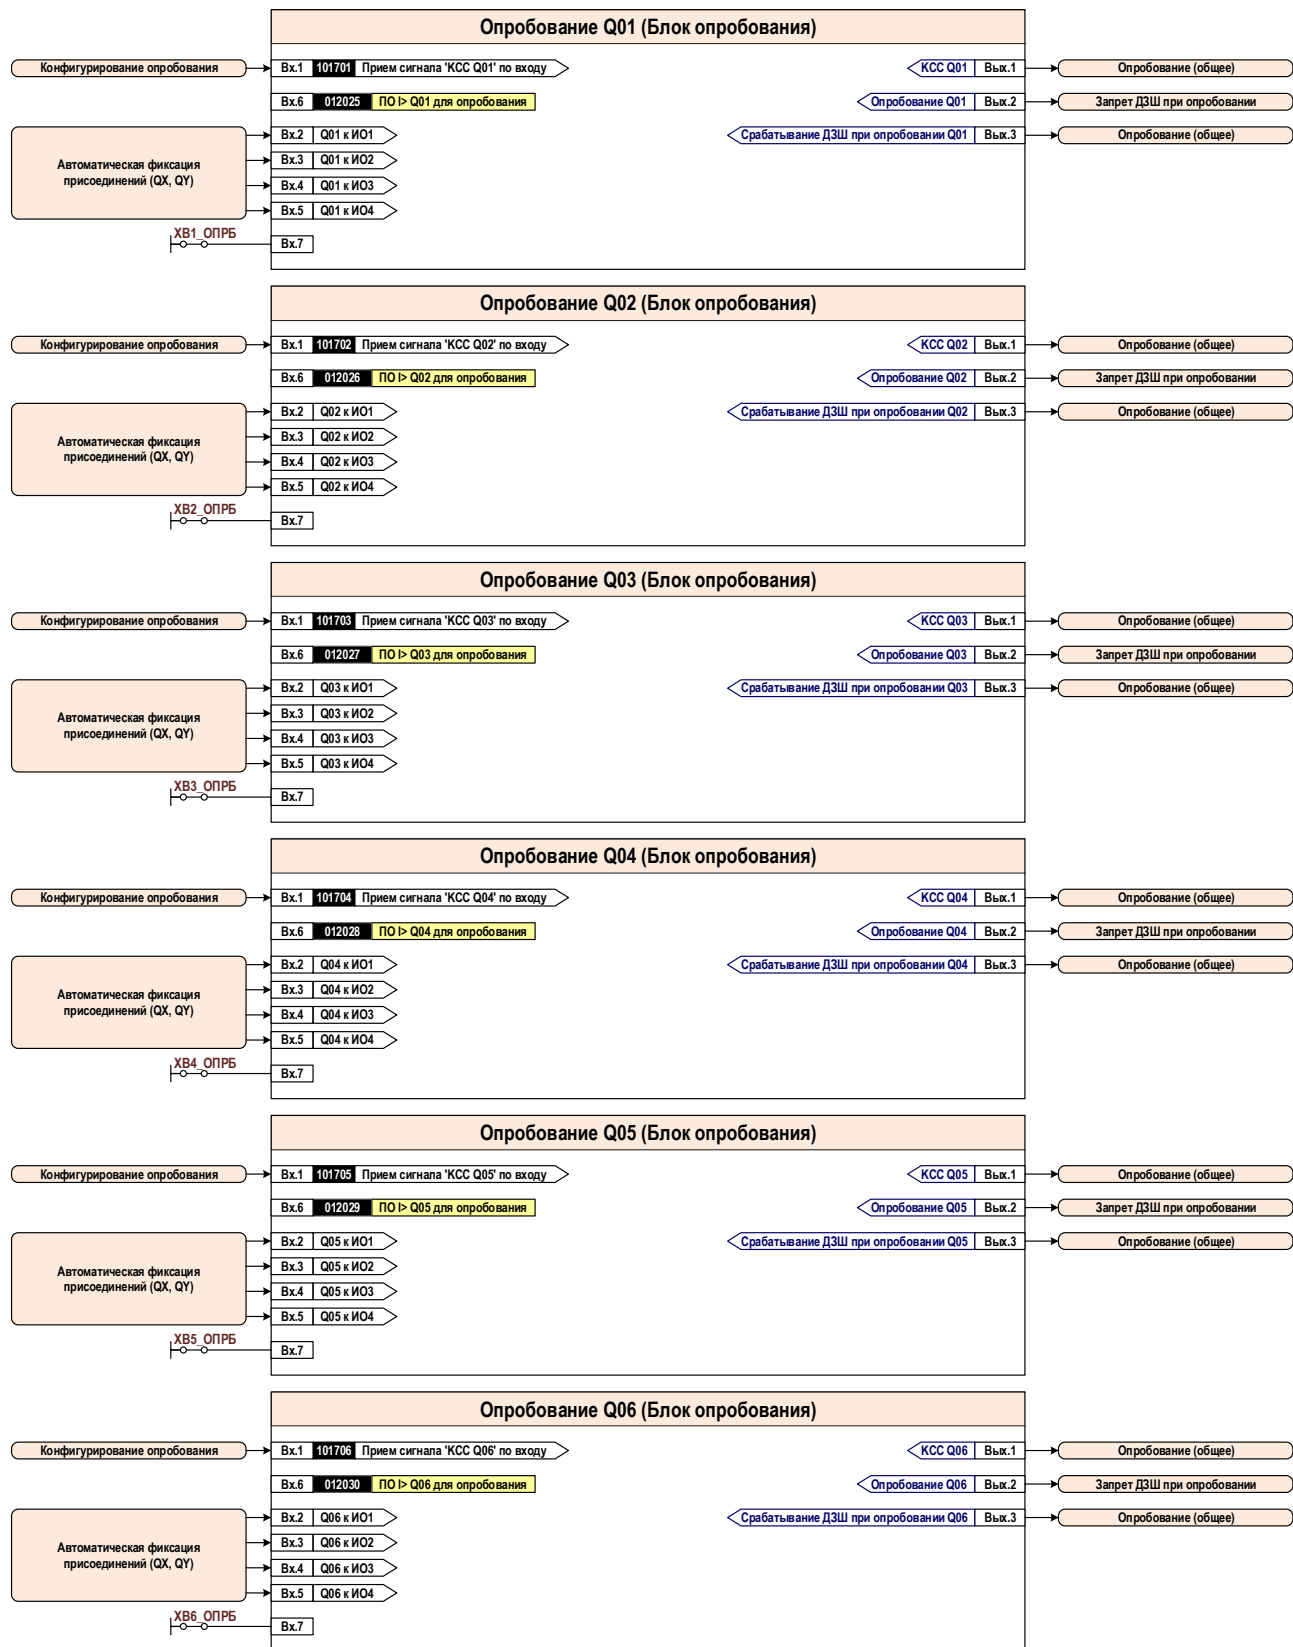 Опробование Q01 (Блок опробования)
Конфигурирование опробования Вх.1 101701 Прием сигнала 'КСС Q01' по входу КСС Q01 Вых.1 Опробование (общее)
Вх.6 012025 ПО I> Q01 для опробования Опробование Q01 Вых.2 Запрет ДЗШ при опробовании
Вх.2 Q01 к ИО1 Срабатывание ДЗШ при опробовании Q01 Вых.3 Опробование (общее)
Автоматическая фиксация
присоединений (QX, QY)
Вх.3 Q01 к ИО2
Вх.4 Q01 к ИО3
Вх.5 Q01 к ИО4
XB1_ОПРБ
Вх.7
Опробование Q02 (Блок опробования)
Конфигурирование опробования Вх.1 101702 Прием сигнала 'КСС Q02' по входу КСС Q02 Вых.1 Опробование (общее)
Вх.6 012026 ПО I> Q02 для опробования Опробование Q02 Вых.2 Запрет ДЗШ при опробовании
Вх.2 Q02 к ИО1 Срабатывание ДЗШ при опробовании Q02 Вых.3 Опробование (общее)
Автоматическая фиксация
присоединений (QX, QY)
Вх.3 Q02 к ИО2
Вх.4 Q02 к ИО3
Вх.5 Q02 к ИО4
XB2_ОПРБ
Вх.7
Опробование Q03 (Блок опробования)
Конфигурирование опробования Вх.1 101703 Прием сигнала 'КСС Q03' по входу КСС Q03 Вых.1 Опробование (общее)
Вх.6 012027 ПО I> Q03 для опробования Опробование Q03 Вых.2 Запрет ДЗШ при опробовании
Вх.2 Q03 к ИО1 Срабатывание ДЗШ при опробовании Q03 Вых.3 Опробование (общее)
Автоматическая фиксация
присоединений (QX, QY)
Вх.3 Q03 к ИО2
Вх.4 Q03 к ИО3
Вх.5 Q03 к ИО4
XB3_ОПРБ
Вх.7
Опробование Q04 (Блок опробования)
Конфигурирование опробования Вх.1 101704 Прием сигнала 'КСС Q04' по входу КСС Q04 Вых.1 Опробование (общее)
Вх.6 012028 ПО I> Q04 для опробования Опробование Q04 Вых.2 Запрет ДЗШ при опробовании
Вх.2 Q04 к ИО1 Срабатывание ДЗШ при опробовании Q04 Вых.3 Опробование (общее)
Автоматическая фиксация
присоединений (QX, QY)
Вх.3 Q04 к ИО2
Вх.4 Q04 к ИО3
Вх.5 Q04 к ИО4
XB4_ОПРБ
Вх.7
Опробование Q05 (Блок опробования)
Конфигурирование опробования Вх.1 101705 Прием сигнала 'КСС Q05' по входу КСС Q05 Вых.1 Опробование (общее)
Вх.6 012029 ПО I> Q05 для опробования Опробование Q05 Вых.2 Запрет ДЗШ при опробовании
Вх.2 Q05 к ИО1 Срабатывание ДЗШ при опробовании Q05 Вых.3 Опробование (общее)
Автоматическая фиксация
присоединений (QX, QY)
Вх.3 Q05 к ИО2
Вх.4 Q05 к ИО3
Вх.5 Q05 к ИО4
XB5_ОПРБ
Вх.7
Опробование Q06 (Блок опробования)
Конфигурирование опробования Вх.1 101706 Прием сигнала 'КСС Q06' по входу КСС Q06 Вых.1 Опробование (общее)
Вх.6 012030 ПО I> Q06 для опробования Опробование Q06 Вых.2 Запрет ДЗШ при опробовании
Вх.2 Q06 к ИО1 Срабатывание ДЗШ при опробовании Q06 Вых.3 Опробование (общее)
Автоматическая фиксация
присоединений (QX, QY)
Вх.3 Q06 к ИО2
Вх.4 Q06 к ИО3
Вх.5 Q06 к ИО4
XB6_ОПРБ
Вх.7